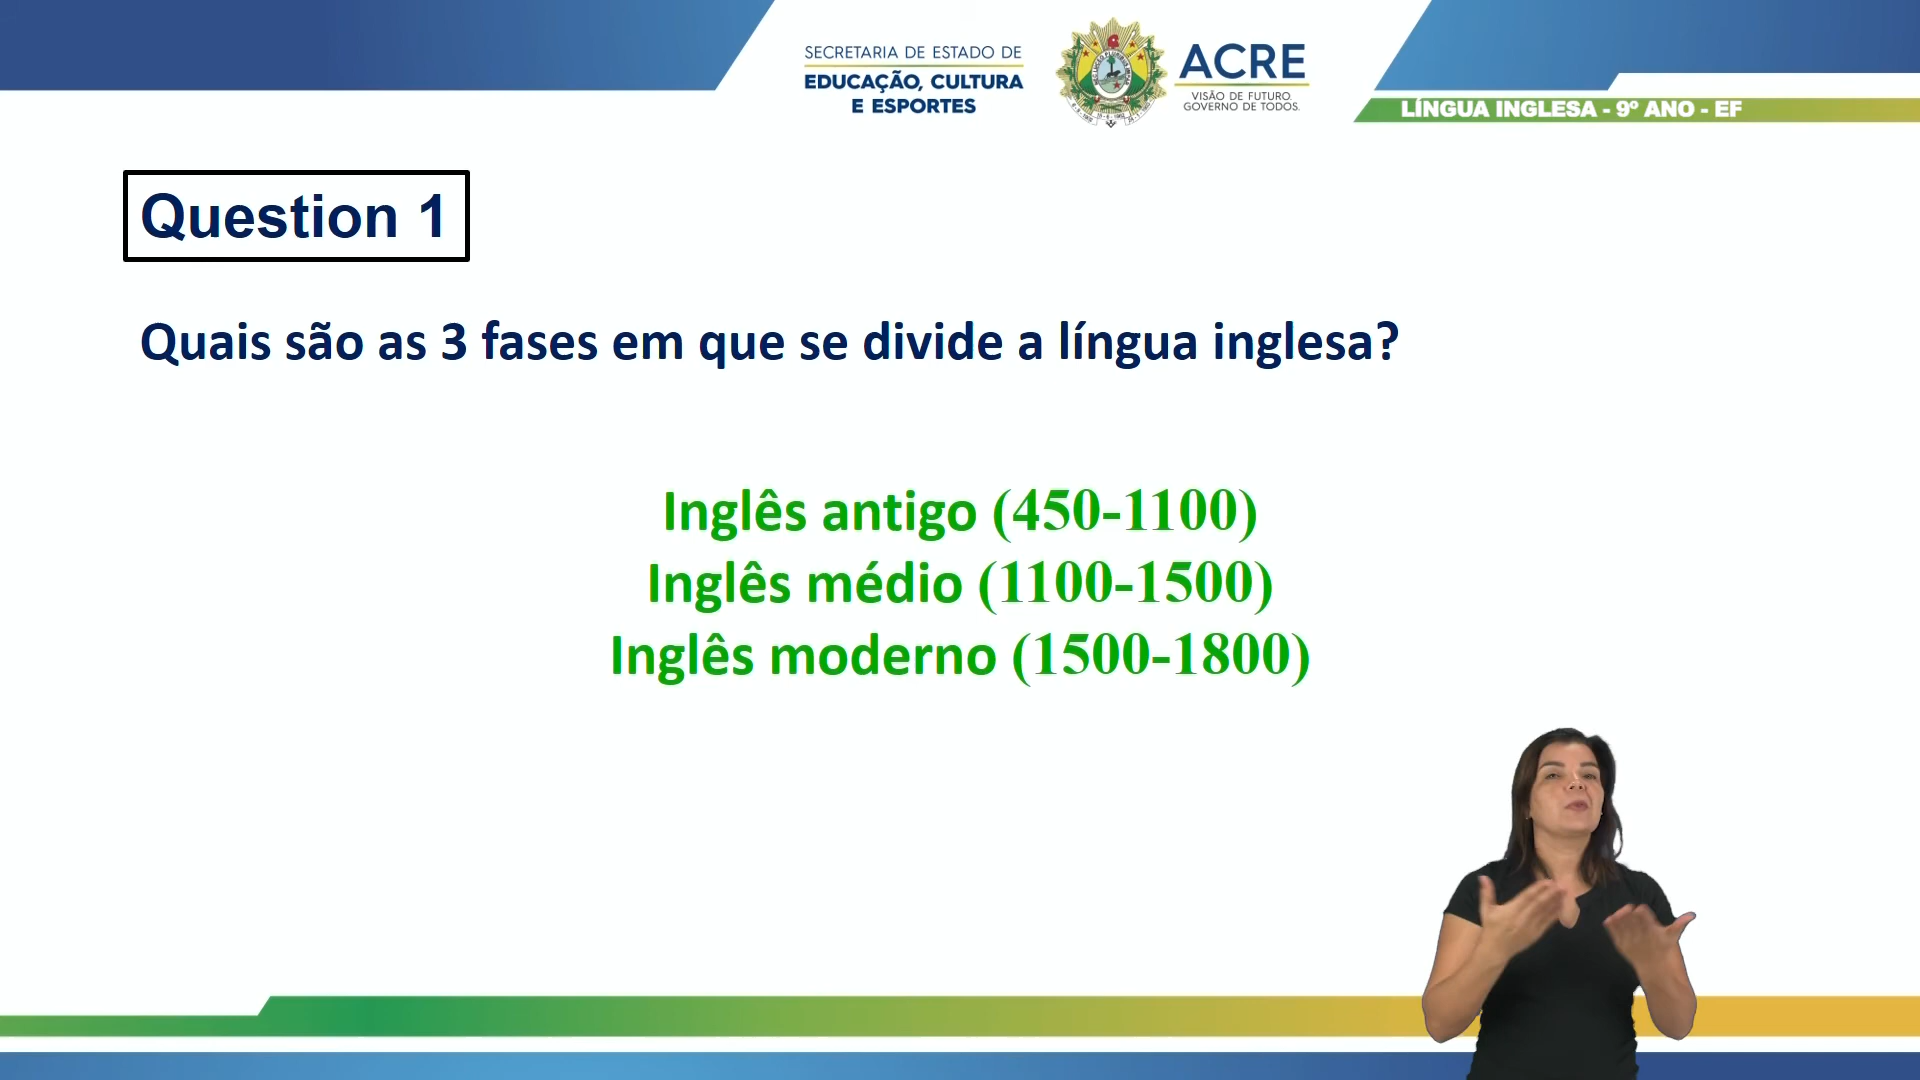 SECRETARIA DE ESTADO DE
EDUCAÇÃO, CULTURA
E ESPORTES
ACRE
VISÃO DE FUTURO.
GOVERNO DE TODOS.
LÍNGUA INGLESA - 9º ANO - EF
Question 1
Quais são as 3 fases em que se divide a língua inglesa?
Inglês antigo (450-1100)
Inglês médio (1100-1500)
Inglês moderno (1500-1800)